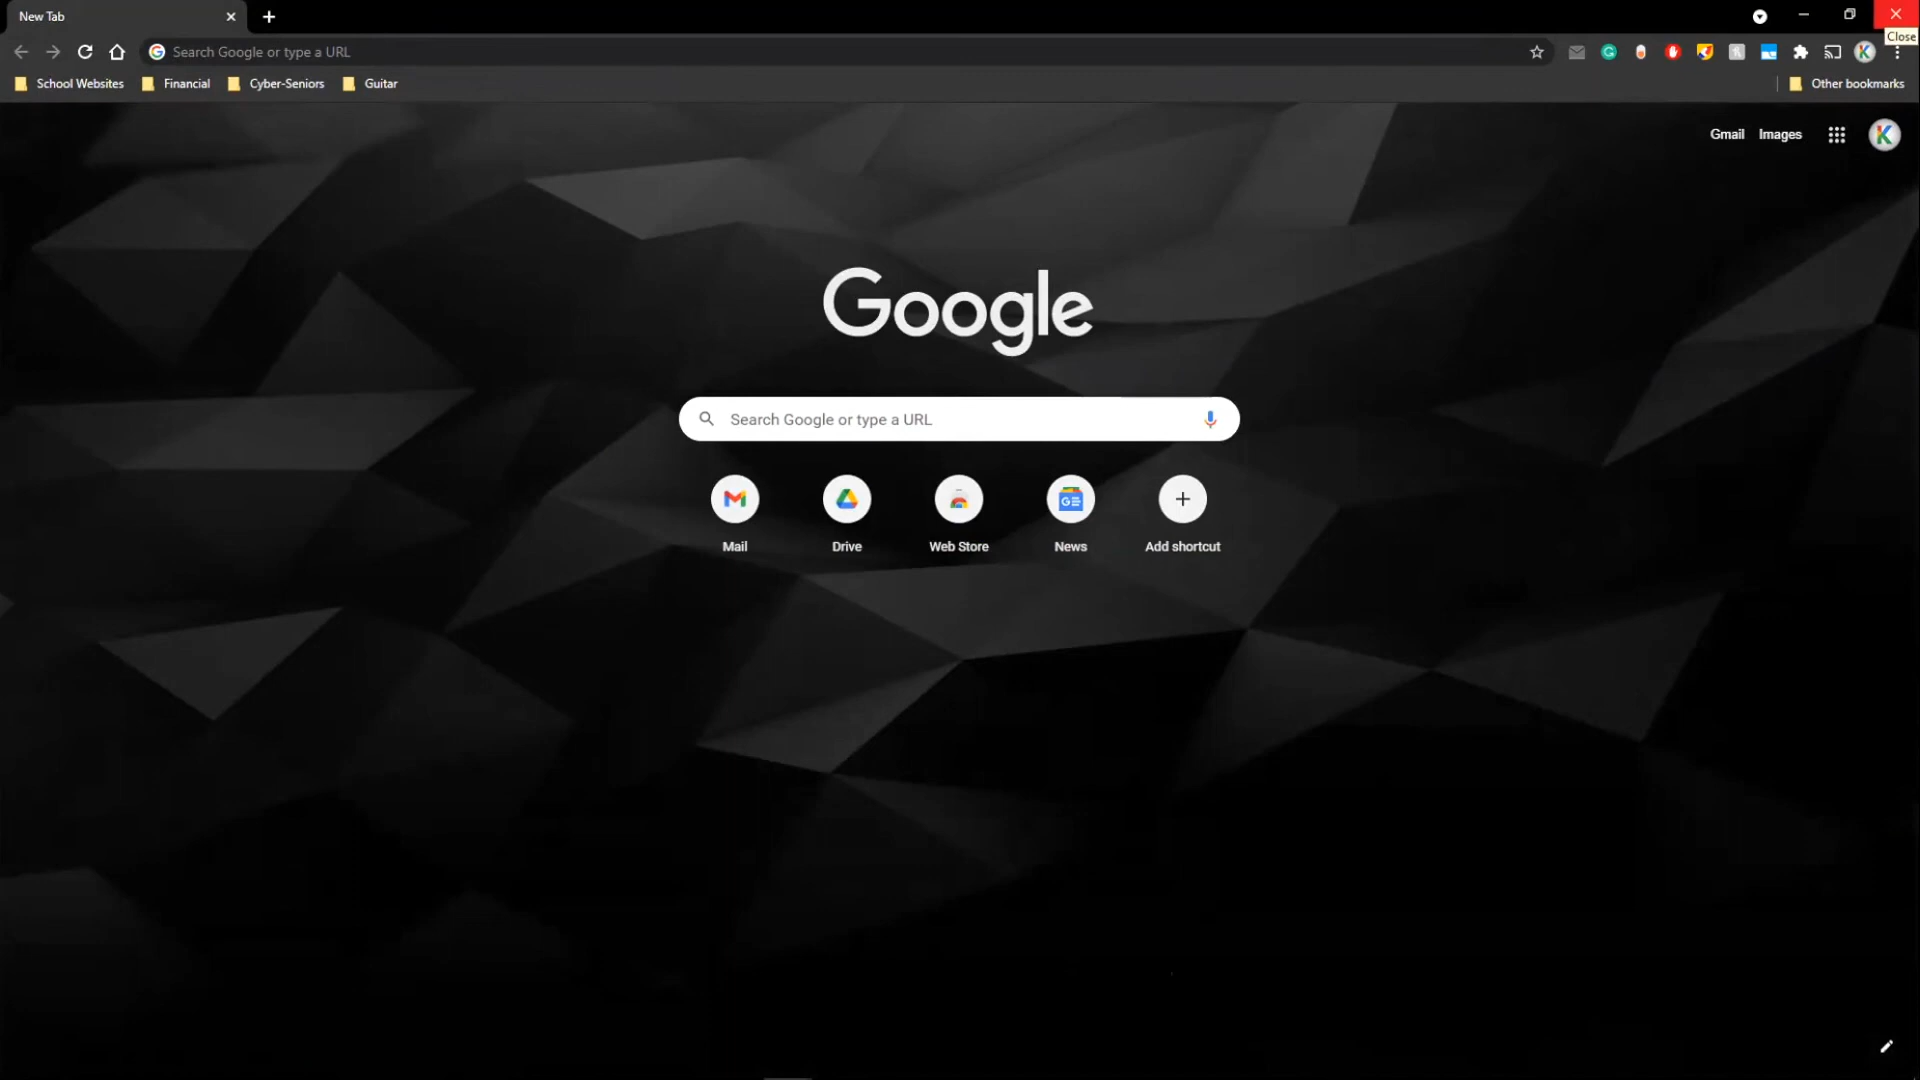 New Tab
Close
Search Google or type a URL
School Websites
Financial
Cyber-Seniors
Guitar
Other bookmarks
Gmail
Images
K
Google
Search Google or type a URL
Mail
Drive
Web Store
News
Add shortcut